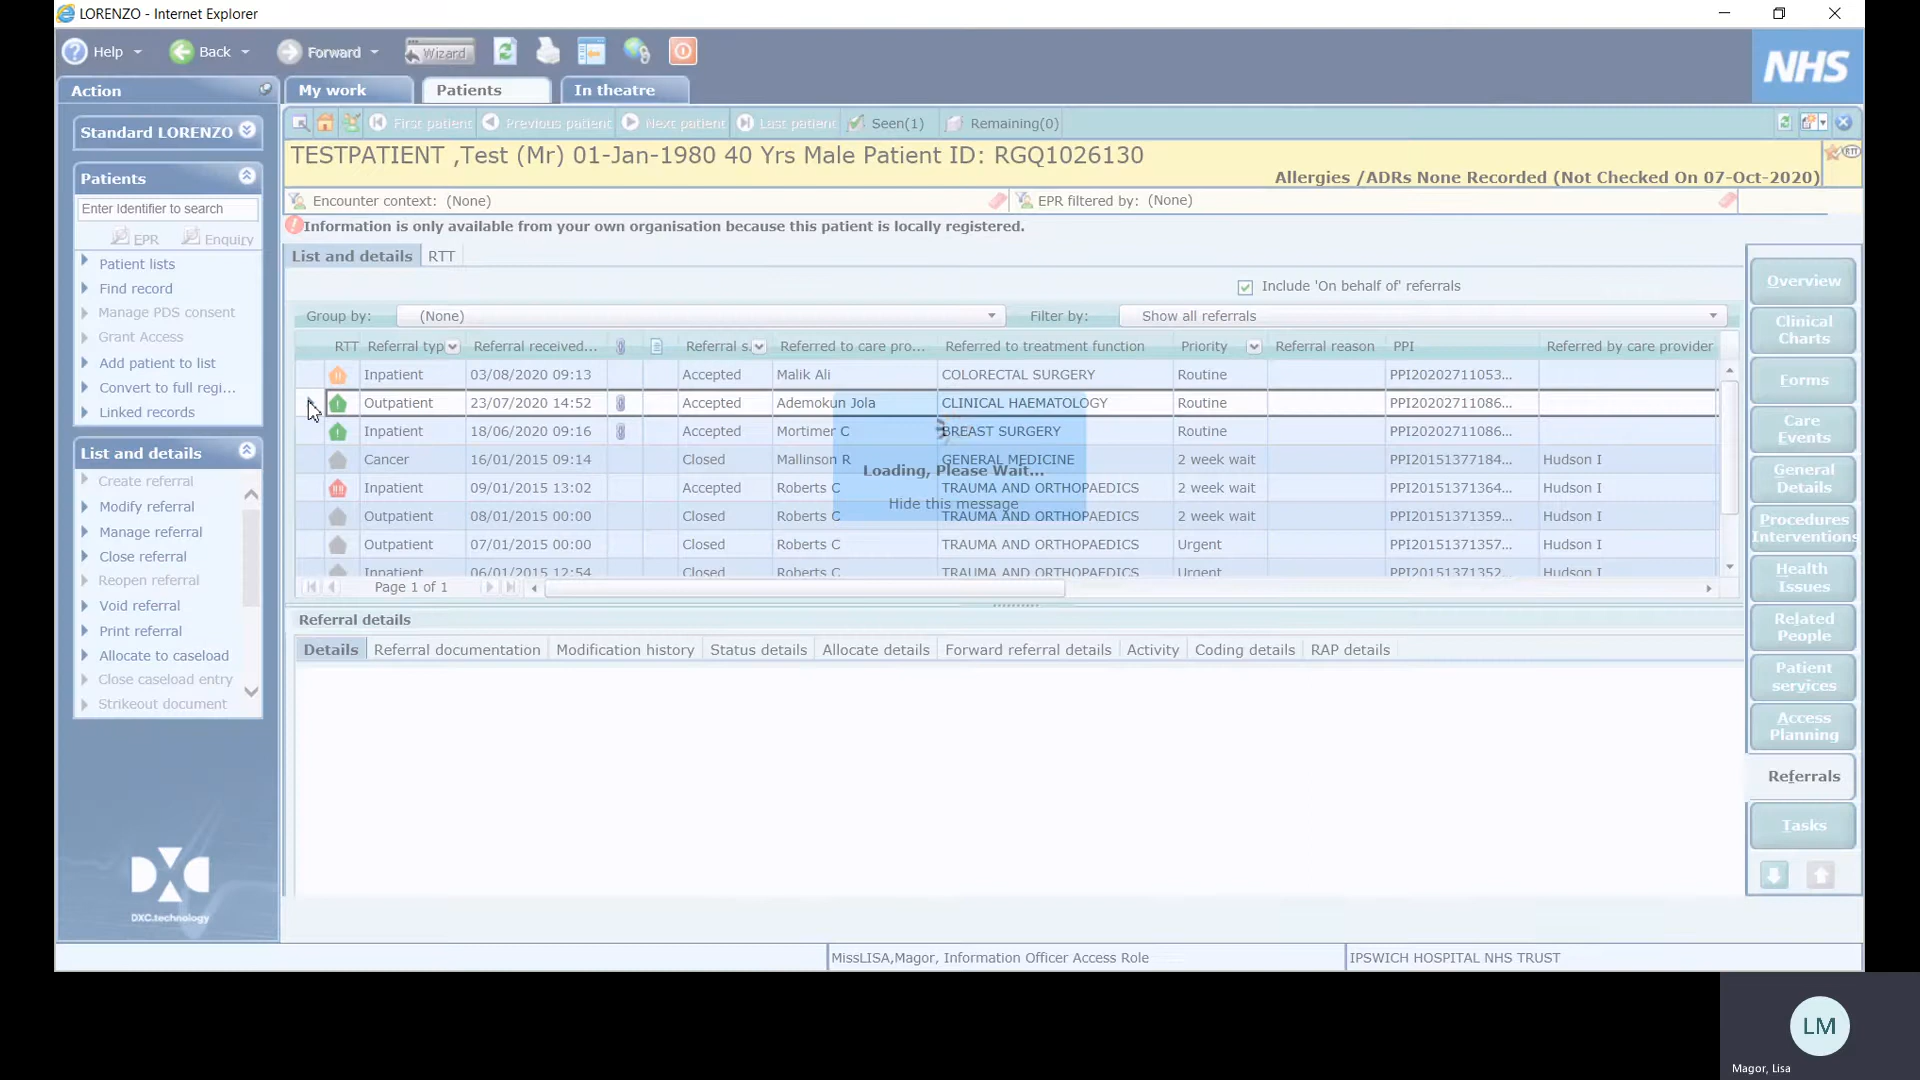 LORENZO - Internet Explorer
Help Back Forward Wizard
NHS
Action
My work Patients In theatre
Standard LORENZO
First patient Previous patient Next patient Last patient Seen(1) Remaining(0)
TESTPATIENT ,Test (Mr) 01-Jan-1980 40 Yrs Male Patient ID: RGQ1026130
RTT
Allergies /ADRs None Recorded (Not Checked On 07-Oct-2020)
Patients
Enter Identifier to search
EPR Enquiry
Patient lists
Find record
Manage PDS consent
Grant Access
Add patient to list
Convert to full regi...
Linked records
List and details
Create referral
Modify referral
Manage referral
Close referral
Reopen referral
Void referral
Print referral
Allocate to caseload
Close caseload entry
Strikeout document
DXC.technology
Encounter context: (None) EPR filtered by: (None)
Information is only available from your own organisation because this patient is locally registered.
List and details RTT
Include 'On behalf of' referrals
Group by: (None) Filter by: Show all referrals
RTT Referral typ Referral received... Referral s. Referred to care pro... Referred to treatment function Priority Referral reason PPI Referred by care provider
Inpatient 03/08/2020 09:13 Accepted Malik Ali COLORECTAL SURGERY Routine PPI20202711053...
Outpatient 23/07/2020 14:52 Accepted Ademokun Jola CLINICAL HAEMATOLOGY Routine PPI20202711086...
Inpatient 18/06/2020 09:16 Accepted Mortimer C BREAST SURGERY Routine PPI20202711086...
Cancer 16/01/2015 09:14 Closed Mallinson R GENERAL MEDICINE 2 week wait PPI20151377184... Hudson I
Inpatient 09/01/2015 13:02 Accepted Roberts C TRAUMA AND ORTHOPAEDICS 2 week wait PPI20151371364... Hudson I
Outpatient 08/01/2015 00:00 Closed Roberts C TRAUMA AND ORTHOPAEDICS 2 week wait PPI20151371359... Hudson I
Outpatient 07/01/2015 00:00 Closed Roberts C TRAUMA AND ORTHOPAEDICS Urgent PPI20151371357... Hudson I
Inpatient 06/01/2015 12:54 Closed Roberts C TRAUMA AND ORTHOPAEDICS Urgent PPI20151371352... Hudson I
Loading, Please Wait...
Hide this message
Page 1 of 1
Referral details
Details Referral documentation Modification history Status details Allocate details Forward referral details Activity Coding details RAP details
Overview
Clinical
Charts
Forms
Care
Events
General
Details
Procedures
Interventions
Health
Issues
Related
People
Patient
services
Access
Planning
Referrals
Tasks
MissLISA,Magor, Information Officer Access Role IPSWICH HOSPITAL NHS TRUST
LM
Magor, Lisa